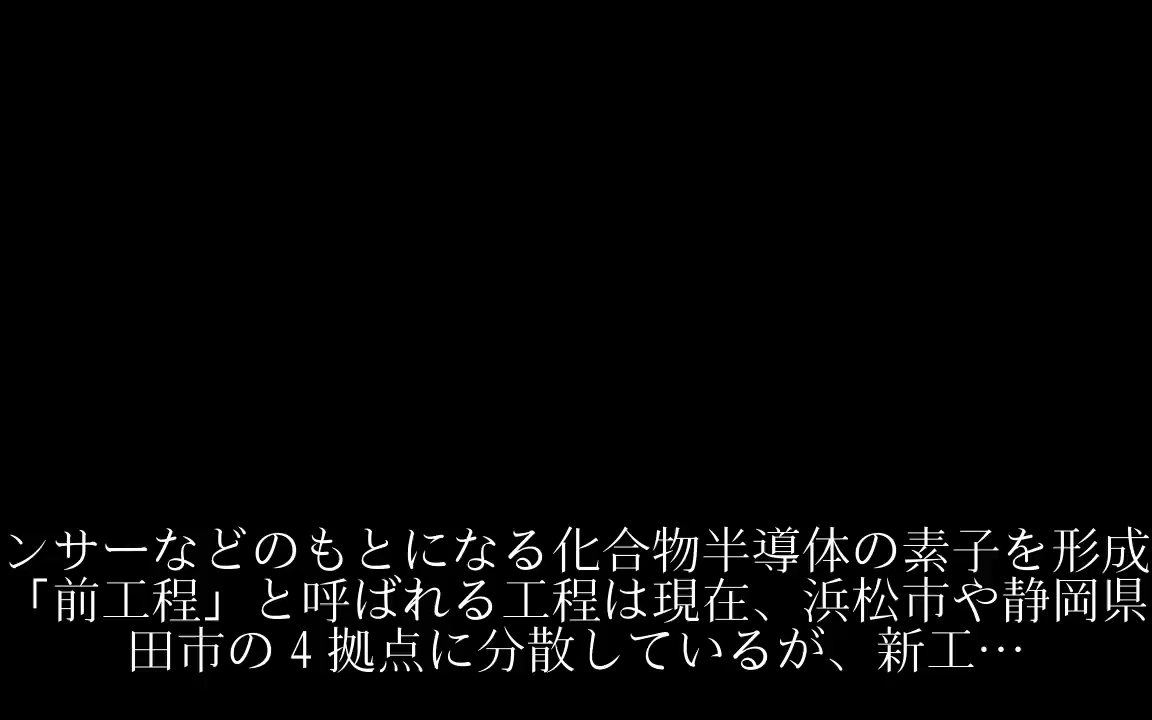 ンサーなどのもとになる化合物半導体の素子を形成
「前工程」と呼ばれる工程は現在、浜松市や静岡県
田市の4拠点に分散しているが、新工…